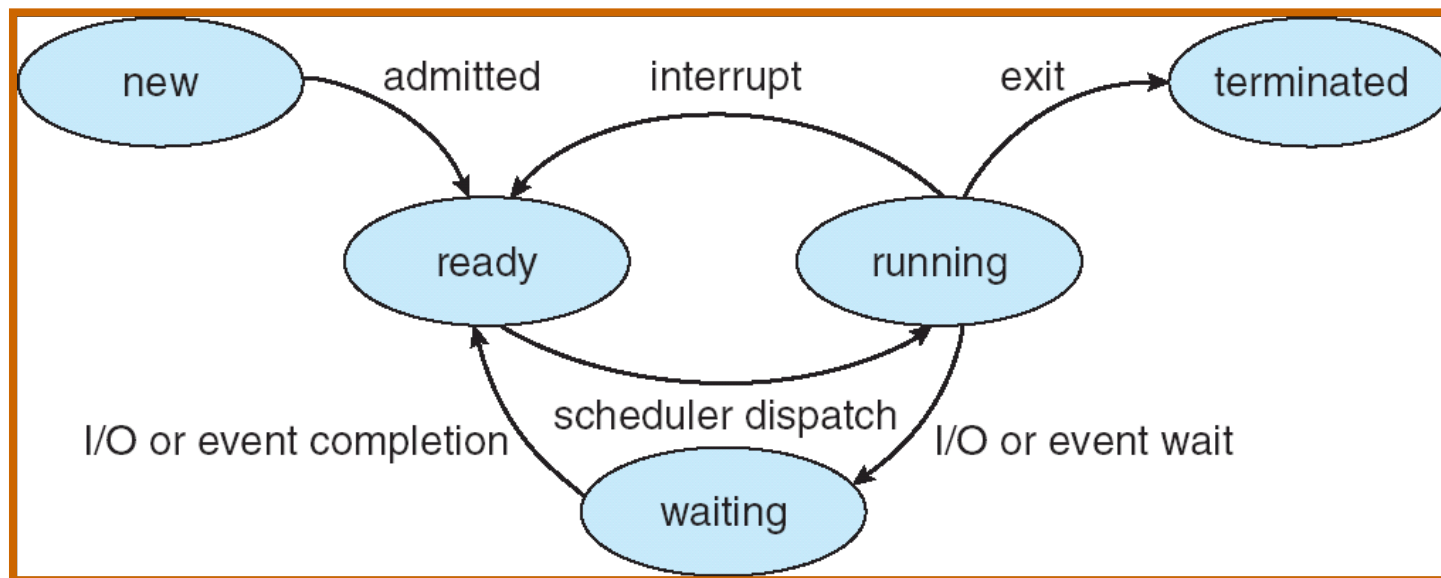 new
admitted
interrupt
exit
terminated
ready
running
scheduler dispatch
I/O or event completion
I/O or event wait
waiting